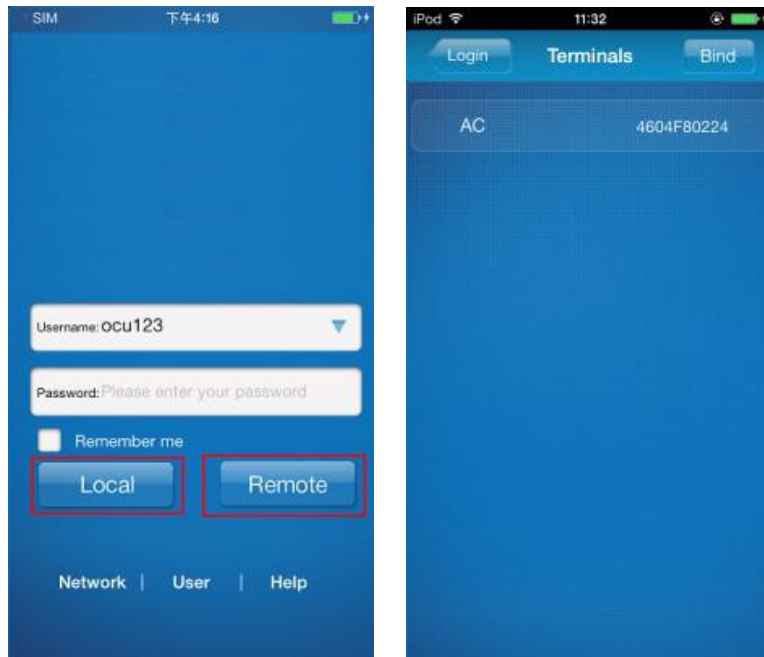 SIM 下午4:16
Username: ocu123
Password: Please enter your password
Remember me
Local Remote
Network | User | Help
iPod 11:32
Login Terminals Bind
AC 4604F80224